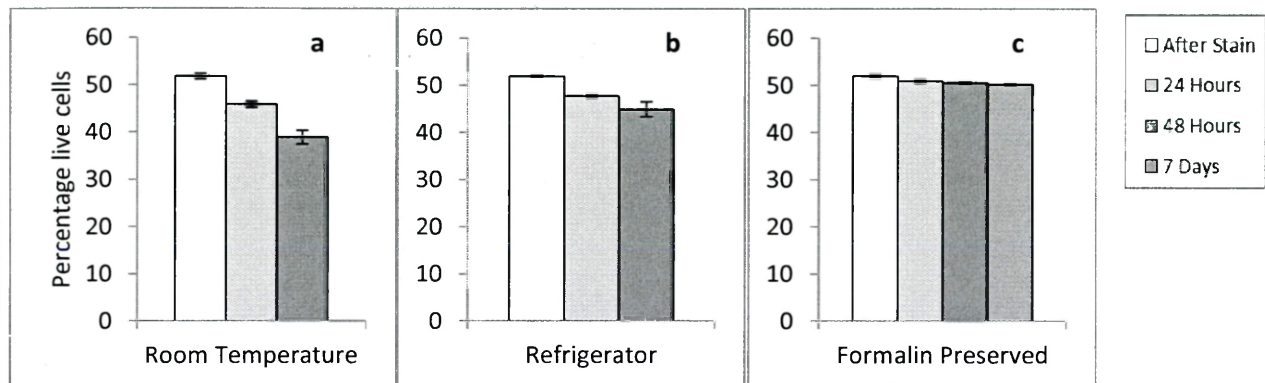 a
Percentage live cells
60
50
40
30
20
10
0
Room Temperature
b
60
50
40
30
20
10
0
Refrigerator
c
60
50
40
30
20
10
0
Formalin Preserved
After Stain
24 Hours
48 Hours
7 Days